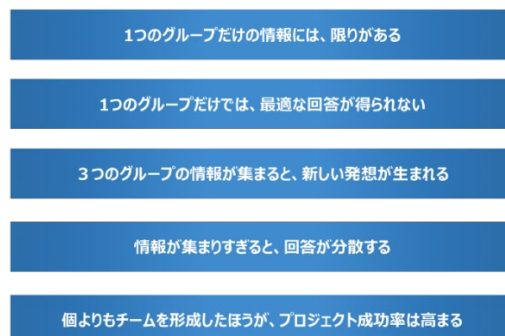 1つのグループだけの情報には、限りがある
1つのグループだけでは、最適な回答が得られない
３つのグループの情報が集まると、新しい発想が生まれる
情報が集まりすぎると、回答が分散する
個よりもチームを形成したほうが、プロジェクト成功率は高まる